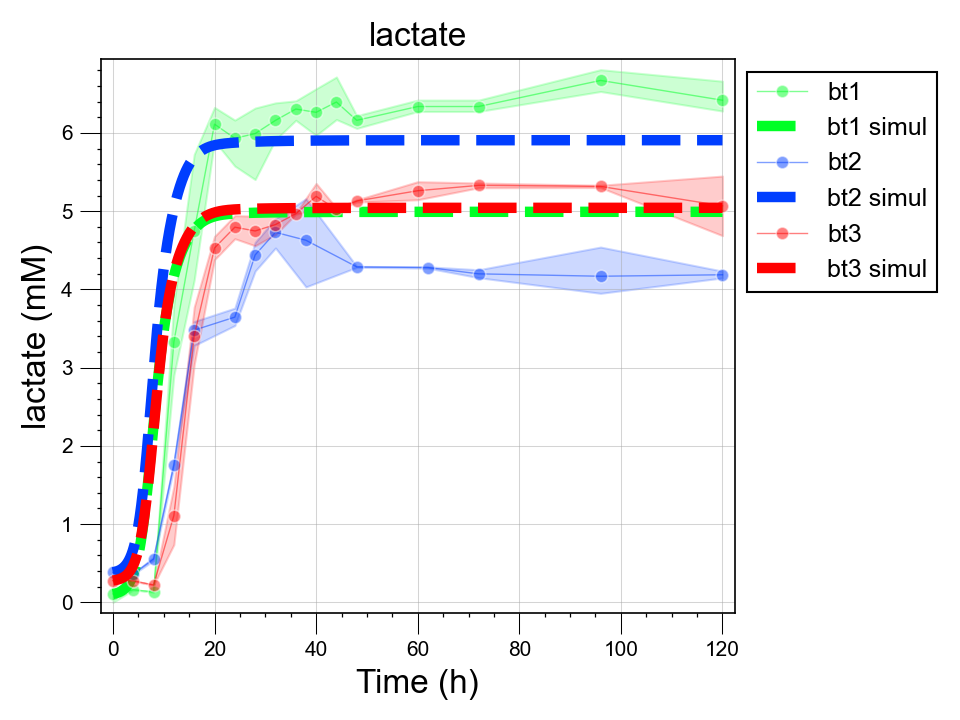 lactate
lactate (mM)
6
5
4
3
2
1
0
0 20 40 60 80 100 120
Time (h)
bt1
bt1 simul
bt2
bt2 simul
bt3
bt3 simul